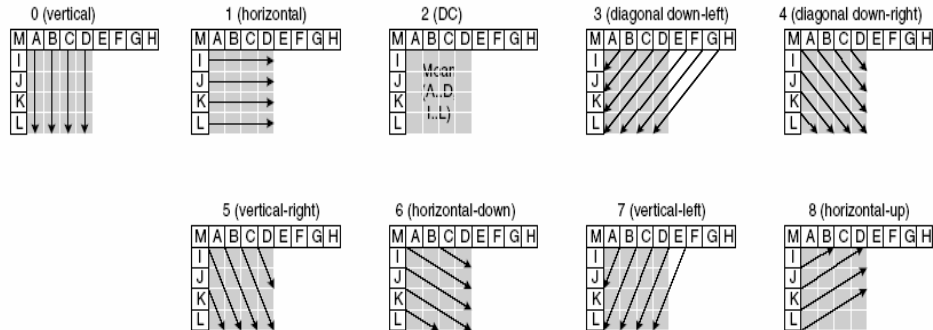 0 (vertical)
M A B C D E F G H
I
J
K
L
1 (horizontal)
M A B C D E F G H
I
J
K
L
2 (DC)
M A B C D E F G H
I
J
K
L
Mean
(A..D
I..L)
3 (diagonal down-left)
M A B C D E F G H
I
J
K
L
4 (diagonal down-right)
M A B C D E F G H
I
J
K
L
5 (vertical-right)
M A B C D E F G H
I
J
K
L
6 (horizontal-down)
M A B C D E F G H
I
J
K
L
7 (vertical-left)
M A B C D E F G H
I
J
K
L
8 (horizontal-up)
M A B C D E F G H
I
J
K
L